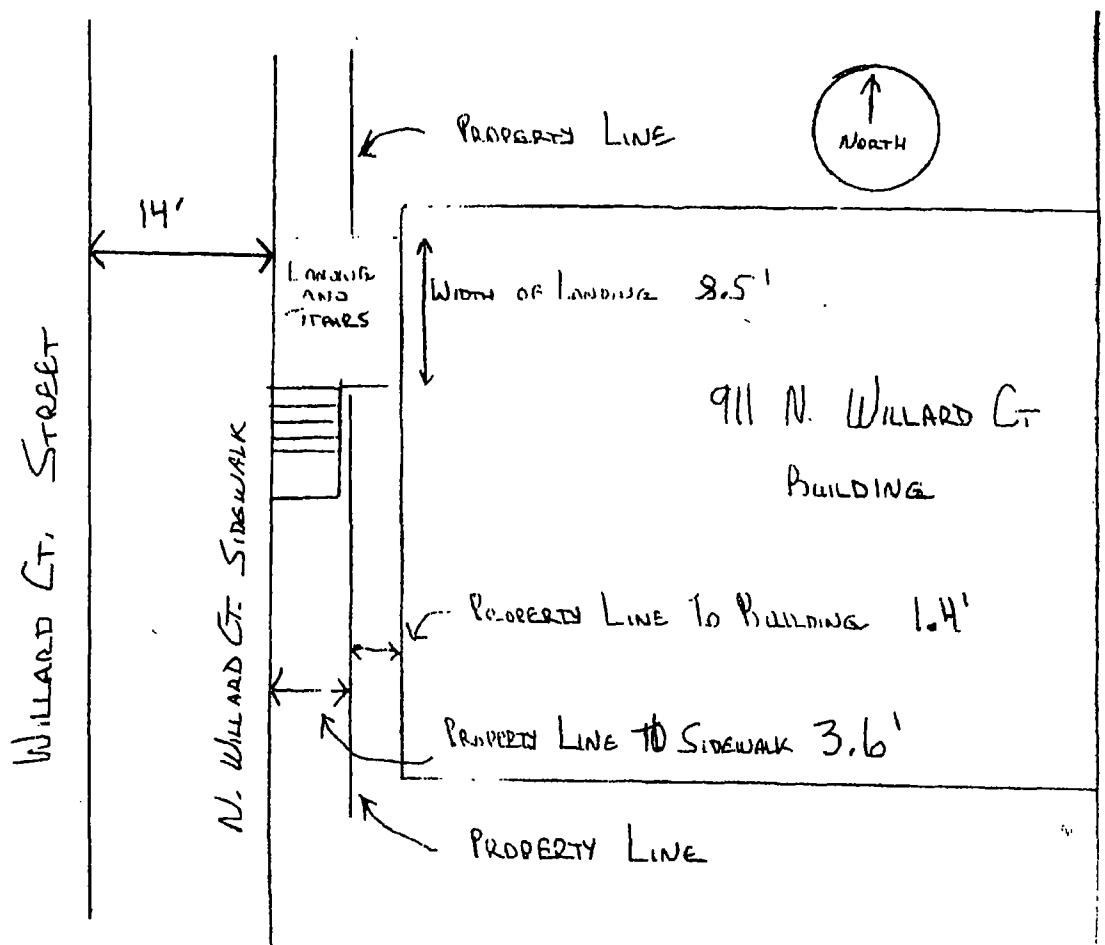 PROPERTY LINE
NORTH
14'
LANDING
AND
STAIRS
WIDTH OF LANDING 8.5'
911 N. WILLARD CT
BUILDING
WILLARD CT. STREET
N. WILLARD CT. SIDEWALK
PROPERTY LINE TO BUILDING 1.4'
PROPERTY LINE TO SIDEWALK 3.6'
PROPERTY LINE